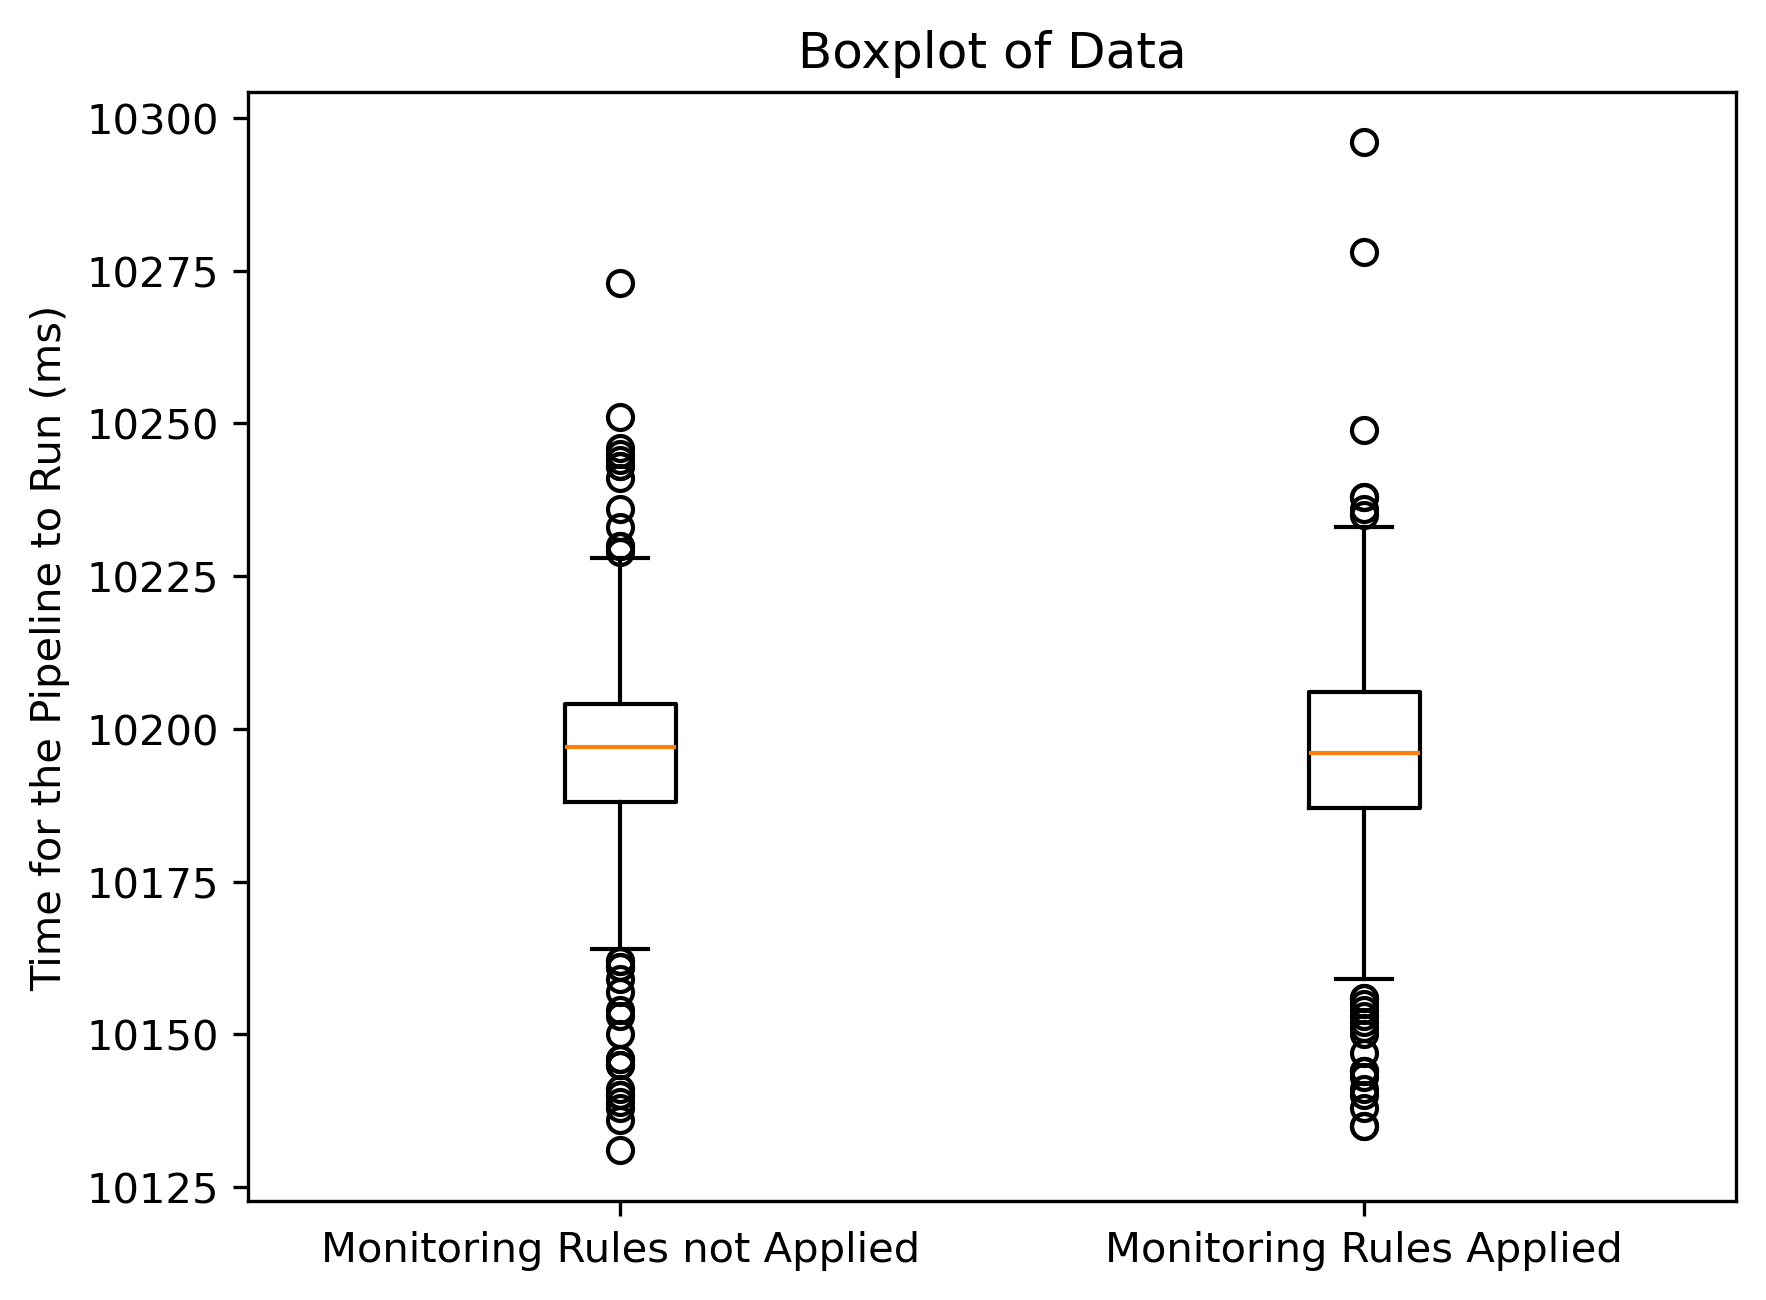 Boxplot of Data
Time for the Pipeline to Run (ms)
10300
10275
10250
10225
10200
10175
10150
10125
Monitoring Rules not Applied
Monitoring Rules Applied